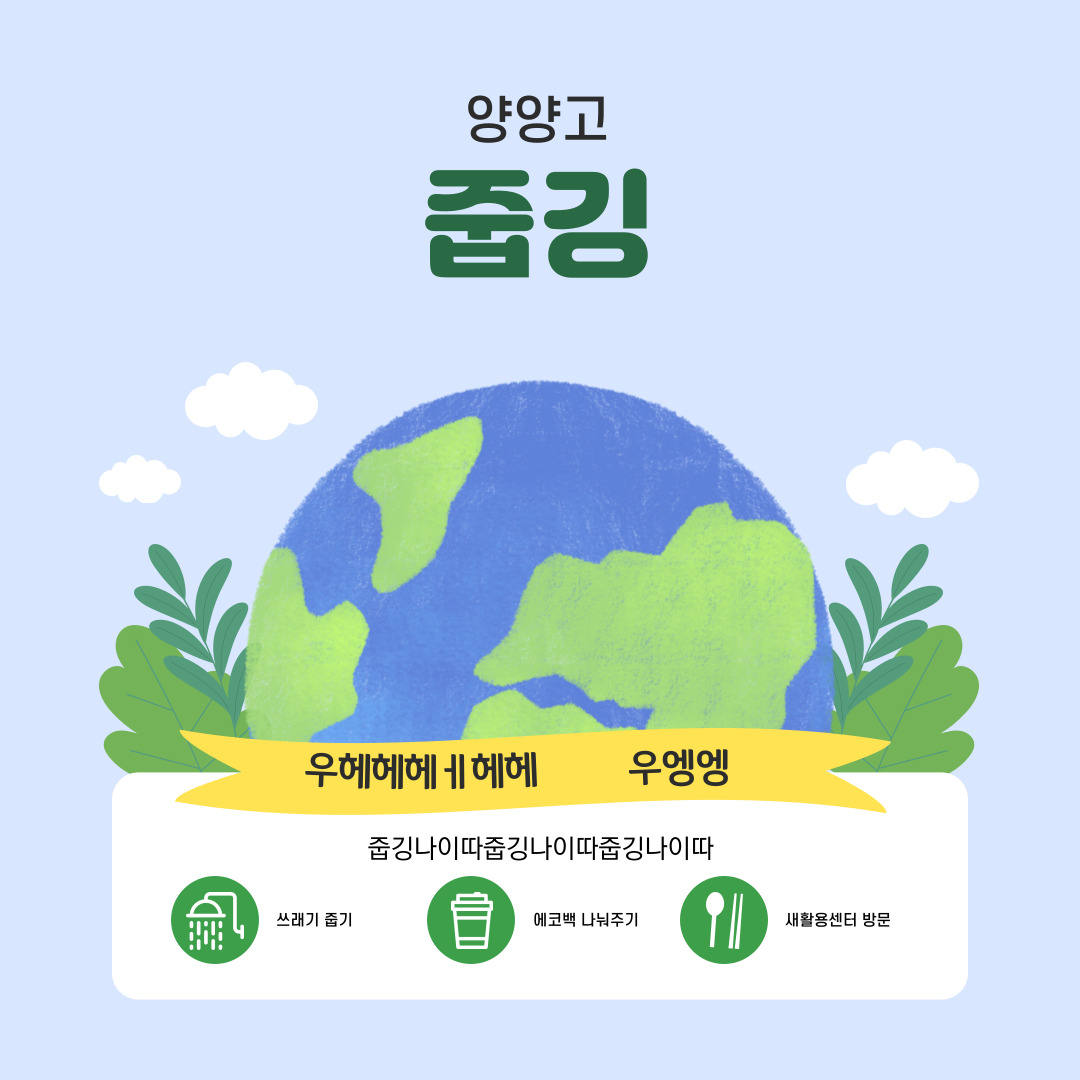 양양고
줍깅
우헤헤헤ㅔ헤헤 우엥엥
줍깅나이따줍깅나이따줍깅나이따
쓰래기 줍기
에코백 나눠주기
새활용센터 방문